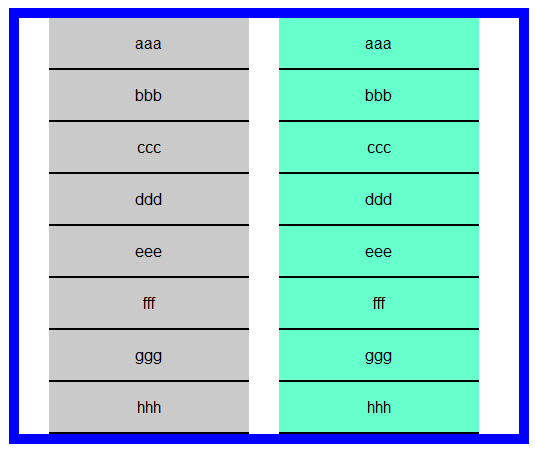 aaa aaa
bbb bbb
ccc ccc
ddd ddd
eee eee
fff fff
ggg ggg
hhh hhh